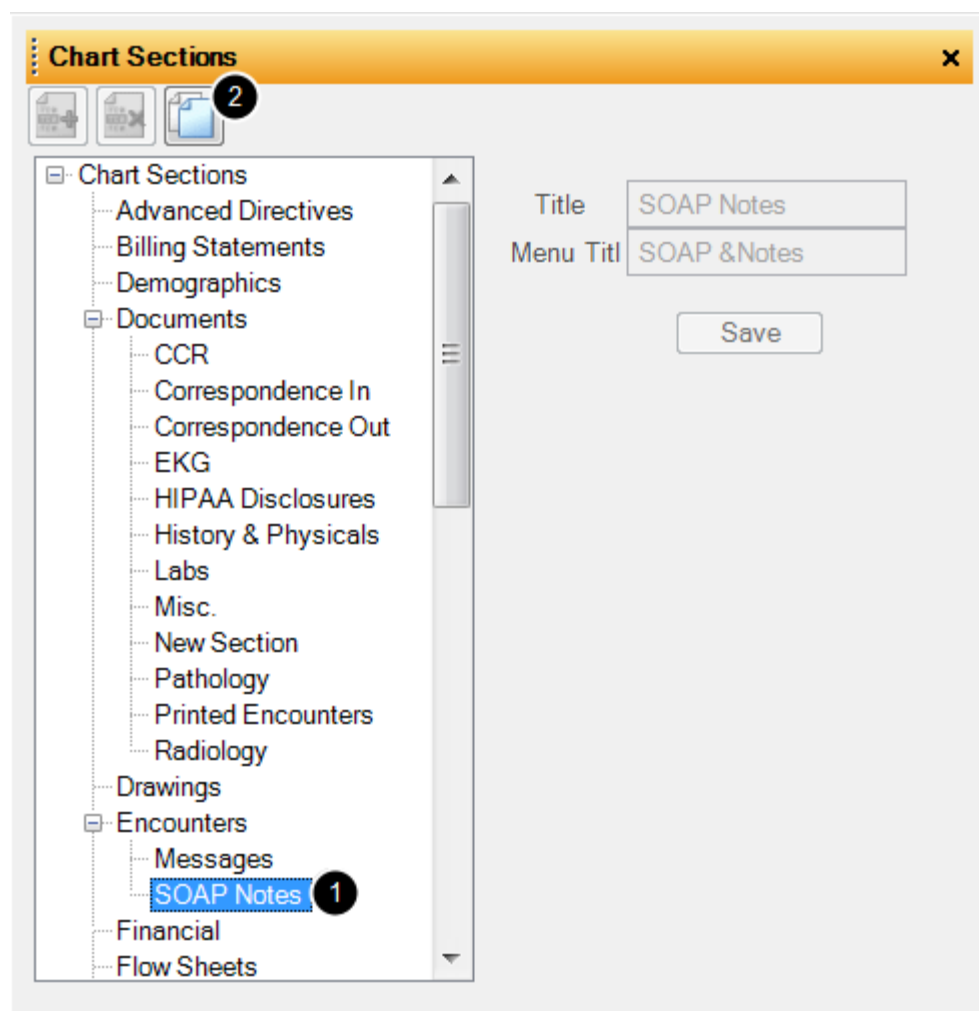 Chart Sections
2
Chart Sections
Advanced Directives
Billing Statements
Demographics
Documents
CCR
Correspondence In
Correspondence Out
EKG
HIPAA Disclosures
History & Physicals
Labs
Misc.
New Section
Pathology
Printed Encounters
Radiology
Drawings
Encounters
Messages
SOAP Notes 1
Financial
Flow Sheets
Title SOAP Notes
Menu Titl SOAP &Notes
Save